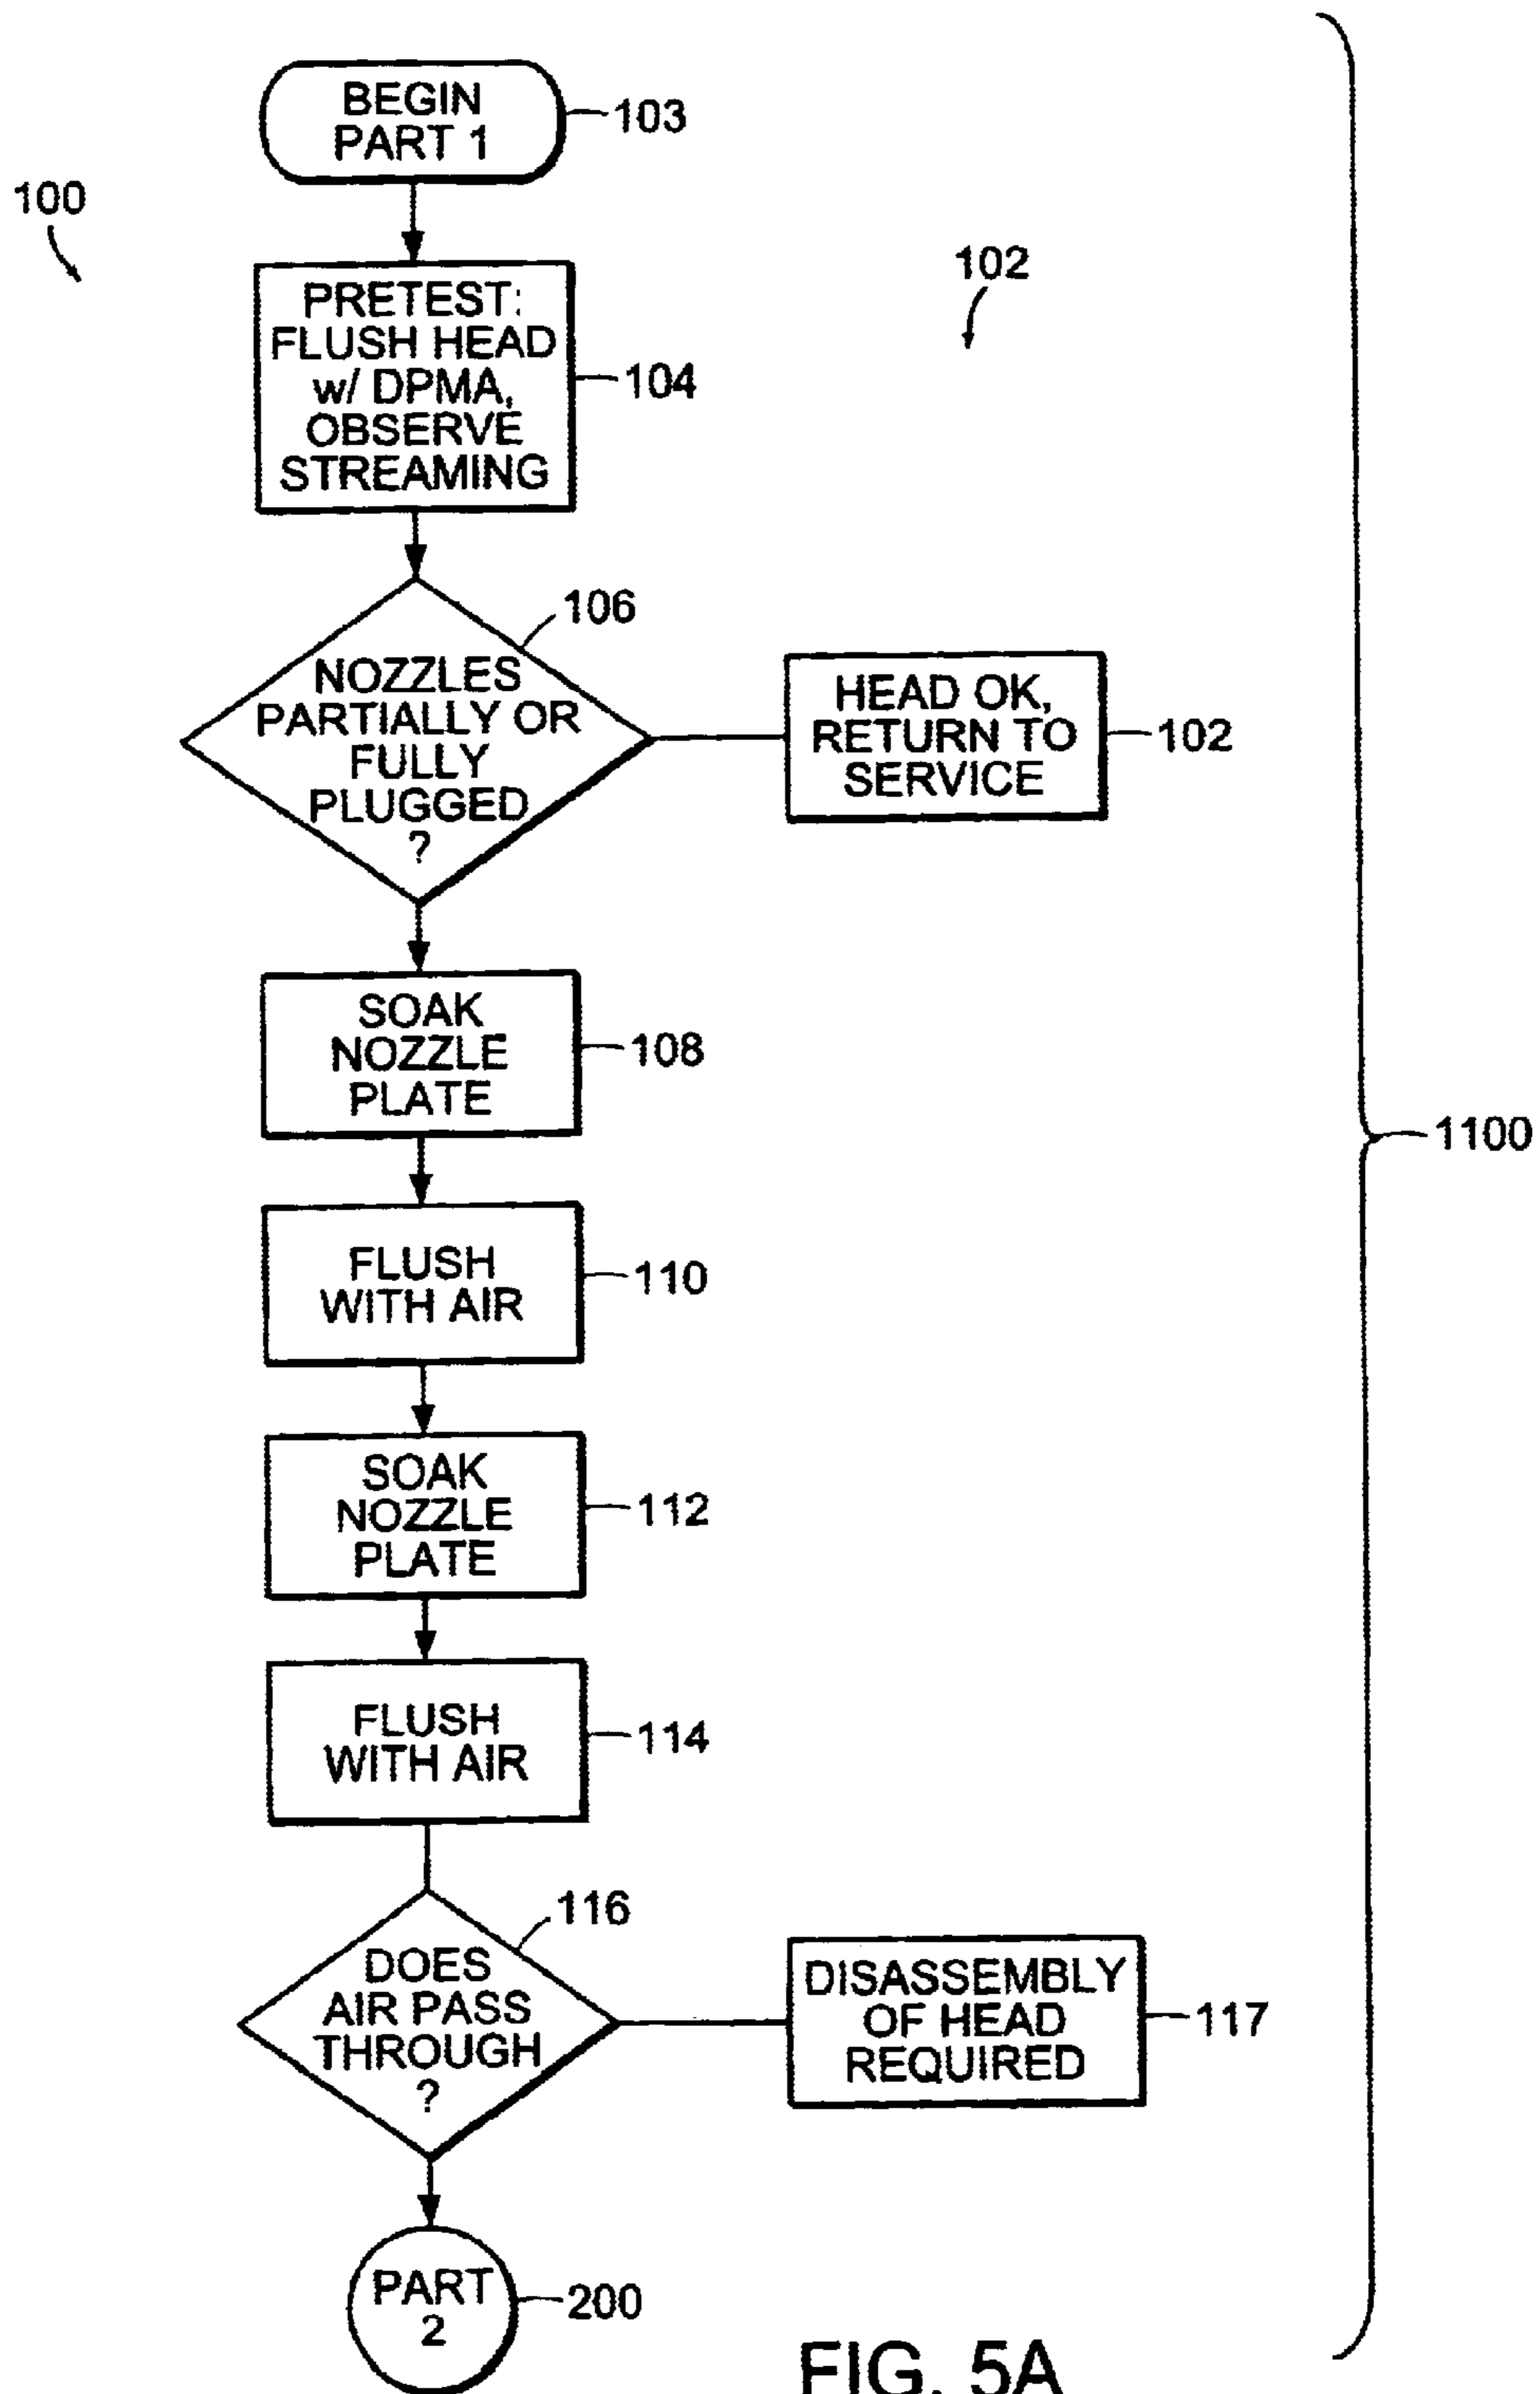 BEGIN
PART 1
103
100
102
PRETEST:
FLUSH HEAD
w/ DPMA,
OBSERVE
STREAMING
104
106
NOZZLES
PARTIALLY OR
FULLY
PLUGGED
?
HEAD OK,
RETURN TO
SERVICE
102
SOAK
NOZZLE
PLATE
108
1100
FLUSH
WITH AIR
110
SOAK
NOZZLE
PLATE
112
FLUSH
WITH AIR
114
116
DOES
AIR PASS
THROUGH
?
DISASSEMBLY
OF HEAD
REQUIRED
117
PART
2
200
FIG. 5A